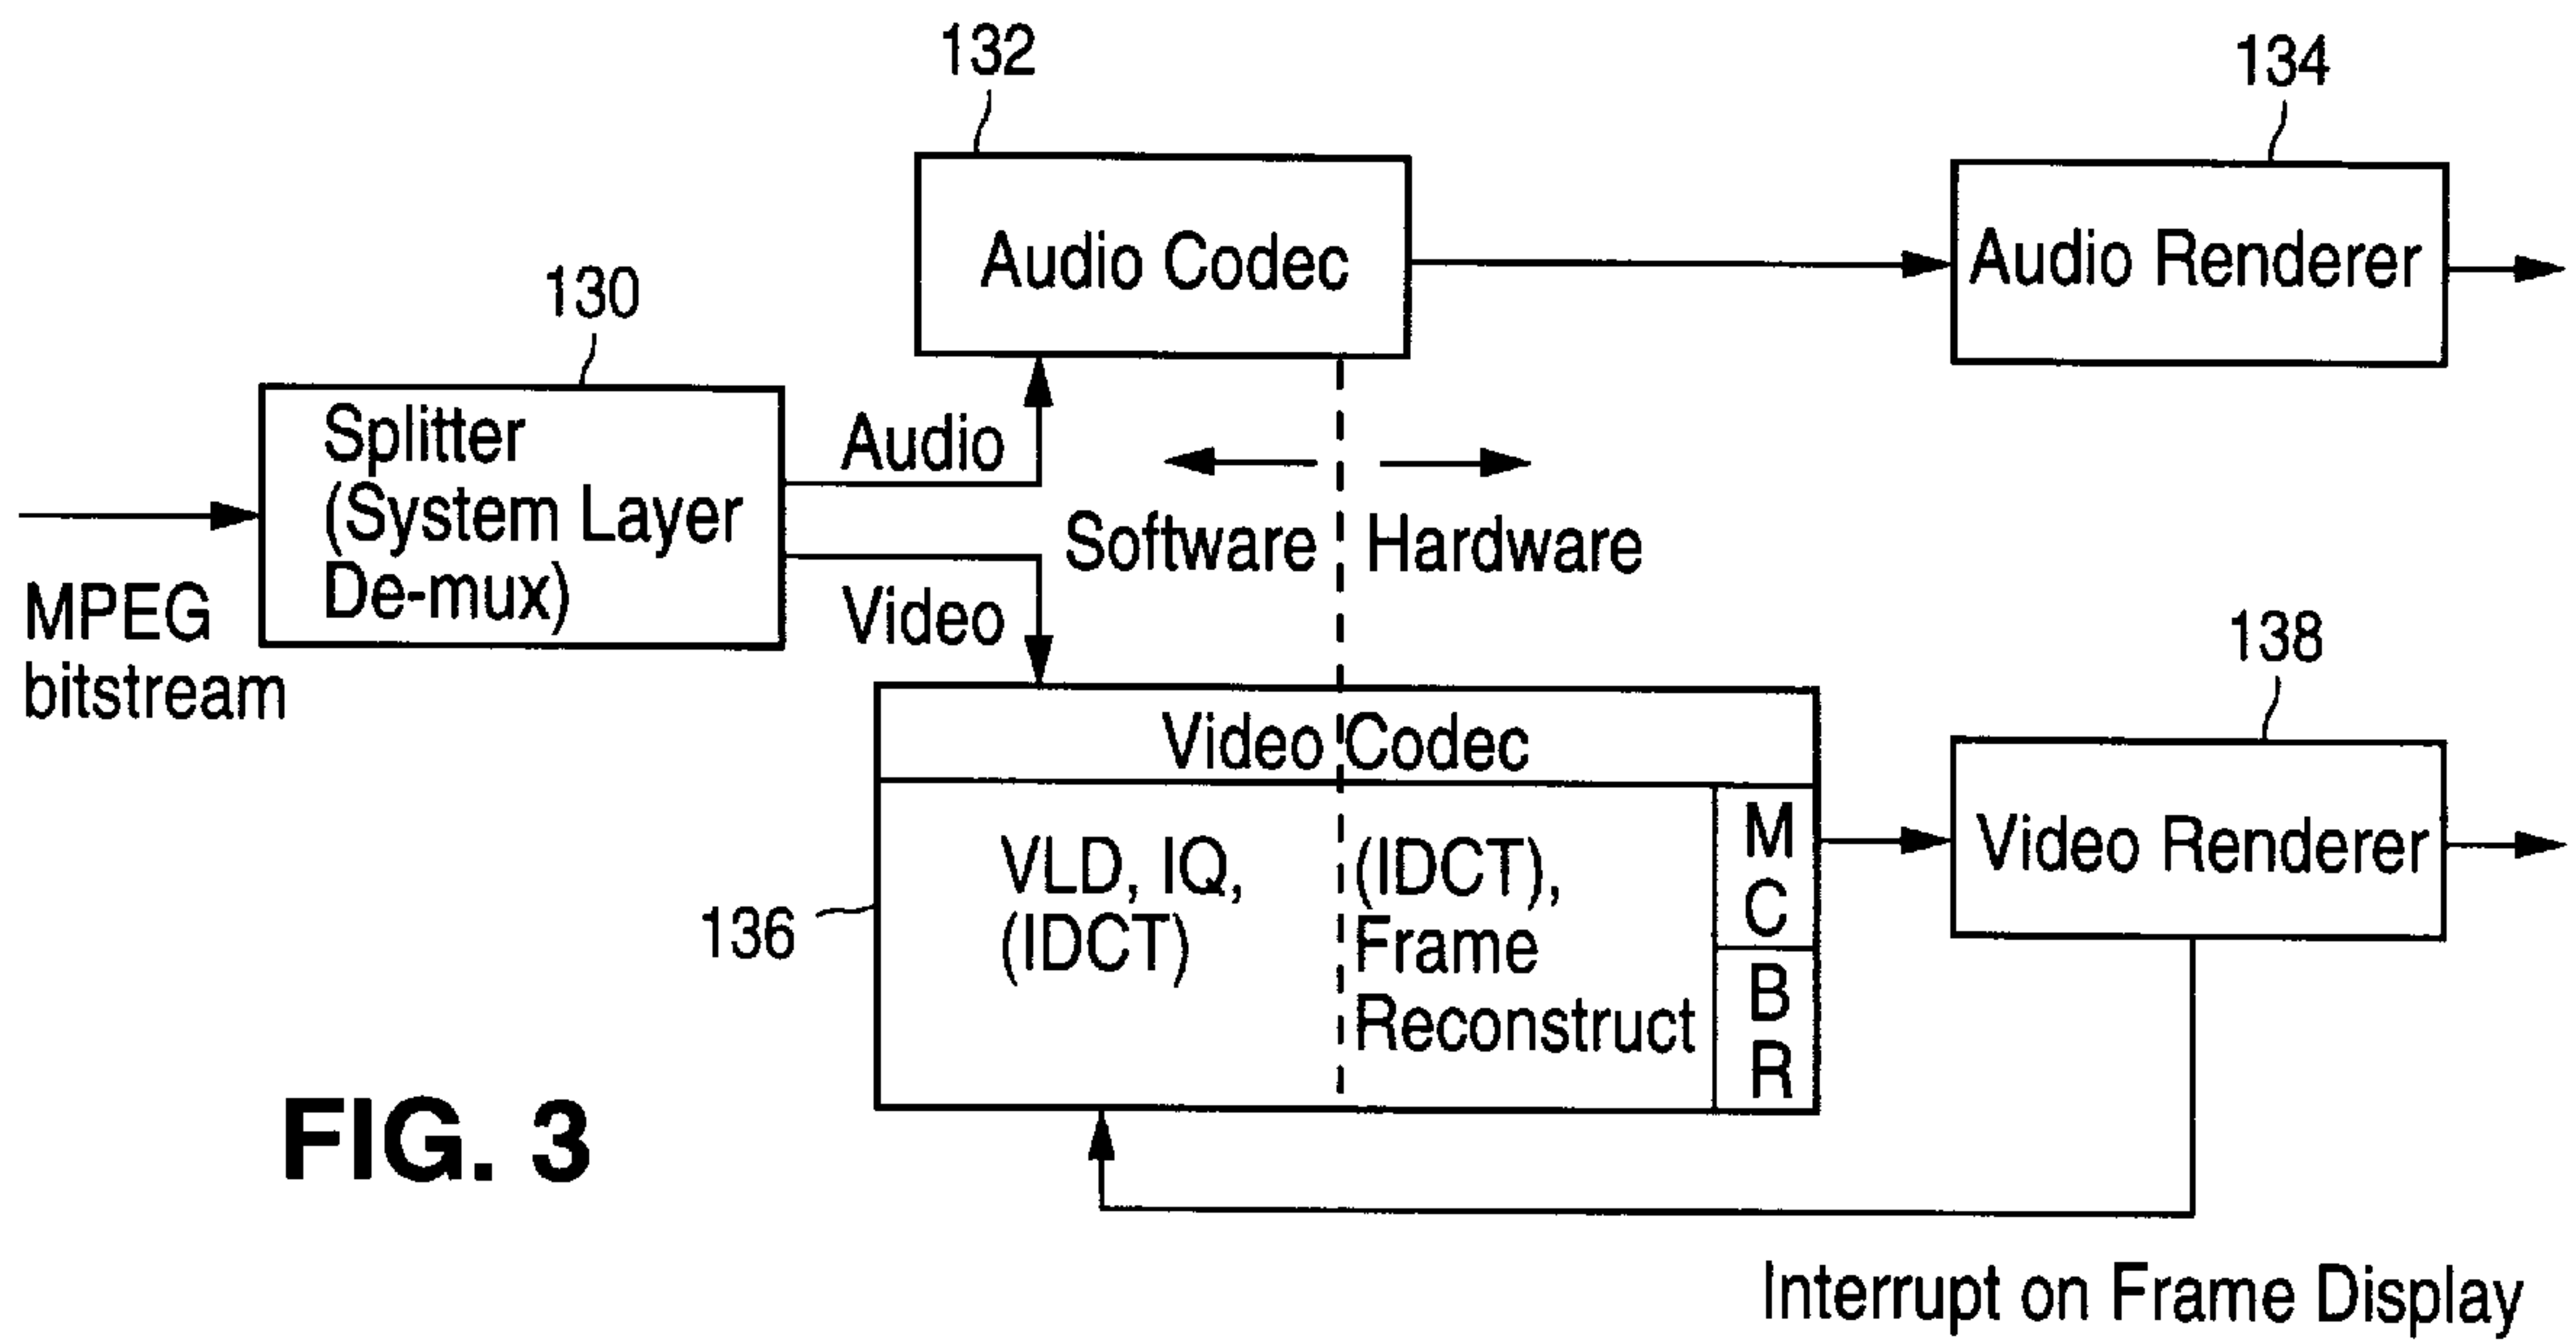 132
134
Audio Codec
Audio Renderer
130
Splitter
(System Layer
De-mux)
Audio
Video
Software
Hardware
MPEG
bitstream
138
Video Codec
VLD, IQ,
(IDCT)
(IDCT),
Frame
Reconstruct
M
C
B
R
Video Renderer
136
FIG. 3
Interrupt on Frame Display